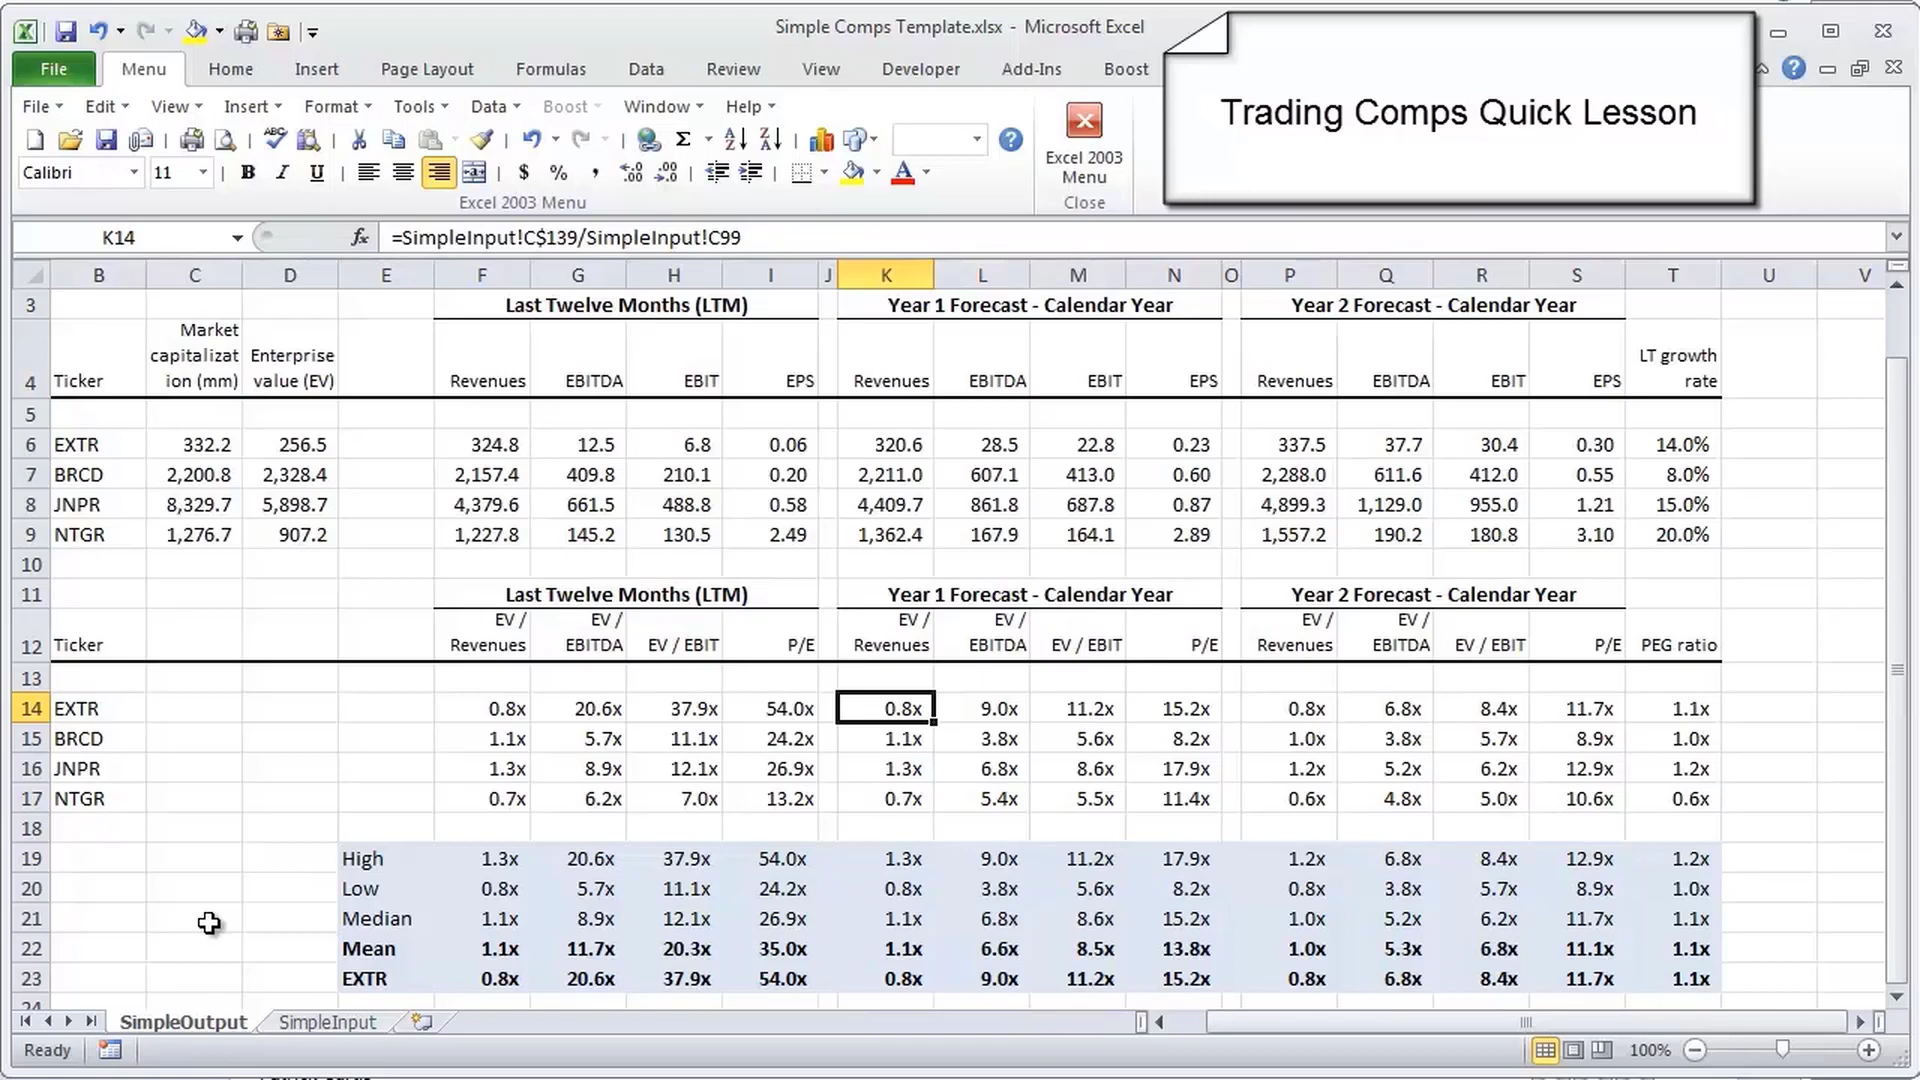 Simple Comps Template.xlsx - Microsoft Excel
Trading Comps Quick Lesson
File Menu Home Insert Page Layout Formulas Data Review View Developer Add-Ins Boost
File Edit View Insert Format Tools Data Boost Window Help
Calibri 11 B I U $ % ,
Excel 2003 Menu
Excel 2003 Menu
Close
K14 fx =SimpleInput!C$139/SimpleInput!C99
B C D E F G H I J K L M N O P Q R S T U V
3 Last Twelve Months (LTM) Year 1 Forecast - Calendar Year Year 2 Forecast - Calendar Year
4 Ticker Market capitalizat ion (mm) Enterprise value (EV) Revenues EBITDA EBIT EPS Revenues EBITDA EBIT EPS Revenues EBITDA EBIT EPS LT growth rate
5
6 EXTR 332.2 256.5 324.8 12.5 6.8 0.06 320.6 28.5 22.8 0.23 337.5 37.7 30.4 0.30 14.0%
7 BRCD 2,200.8 2,328.4 2,157.4 409.8 210.1 0.20 2,211.0 607.1 413.0 0.60 2,288.0 611.6 412.0 0.55 8.0%
8 JNPR 8,329.7 5,898.7 4,379.6 661.5 488.8 0.58 4,409.7 861.8 687.8 0.87 4,899.3 1,129.0 955.0 1.21 15.0%
9 NTGR 1,276.7 907.2 1,227.8 145.2 130.5 2.49 1,362.4 167.9 164.1 2.89 1,557.2 190.2 180.8 3.10 20.0%
10
11 Last Twelve Months (LTM) Year 1 Forecast - Calendar Year Year 2 Forecast - Calendar Year
12 Ticker EV / Revenues EV / EBITDA EV / EBIT P/E EV / Revenues EV / EBITDA EV / EBIT P/E EV / Revenues EV / EBITDA EV / EBIT P/E PEG ratio
13
14 EXTR 0.8x 20.6x 37.9x 54.0x 0.8x 9.0x 11.2x 15.2x 0.8x 6.8x 8.4x 11.7x 1.1x
15 BRCD 1.1x 5.7x 11.1x 24.2x 1.1x 3.8x 5.6x 8.2x 1.0x 3.8x 5.7x 8.9x 1.0x
16 JNPR 1.3x 8.9x 12.1x 26.9x 1.3x 6.8x 8.6x 17.9x 1.2x 5.2x 6.2x 12.9x 1.2x
17 NTGR 0.7x 6.2x 7.0x 13.2x 0.7x 5.4x 5.5x 11.4x 0.6x 4.8x 5.0x 10.6x 0.6x
18
19 High 1.3x 20.6x 37.9x 54.0x 1.3x 9.0x 11.2x 17.9x 1.2x 6.8x 8.4x 12.9x 1.2x
20 Low 0.8x 5.7x 11.1x 24.2x 0.8x 3.8x 5.6x 8.2x 0.8x 3.8x 5.7x 8.9x 1.0x
21 Median 1.1x 8.9x 12.1x 26.9x 1.1x 6.8x 8.6x 15.2x 1.0x 5.2x 6.2x 11.7x 1.1x
22 Mean 1.1x 11.7x 20.3x 35.0x 1.1x 6.6x 8.5x 13.8x 1.0x 5.3x 6.8x 11.1x 1.1x
23 EXTR 0.8x 20.6x 37.9x 54.0x 0.8x 9.0x 11.2x 15.2x 0.8x 6.8x 8.4x 11.7x 1.1x
24
SimpleOutput SimpleInput
Ready 100%